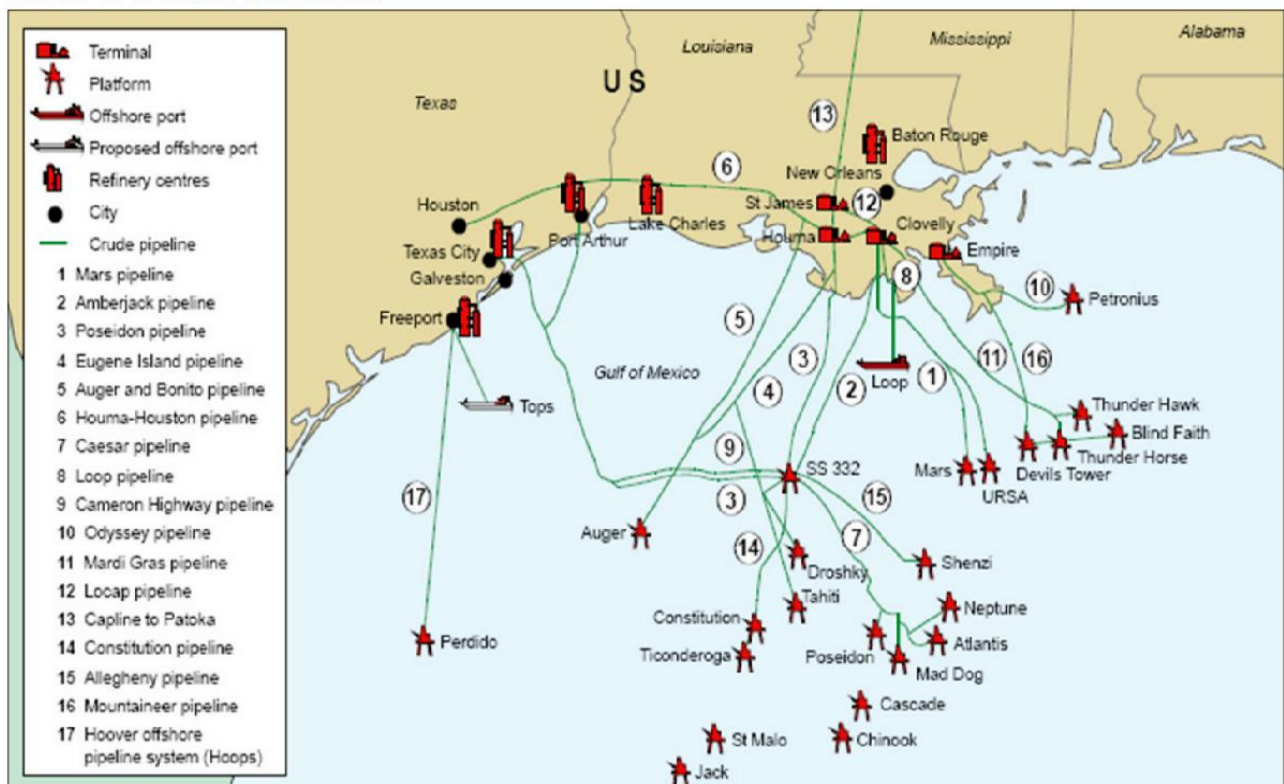 Terminal
Platform
Offshore port
Proposed offshore port
Refinery centres
City
Crude pipeline
1 Mars pipeline
2 Amberjack pipeline
3 Poseidon pipeline
4 Eugene Island pipeline
5 Auger and Bonito pipeline
6 Houma-Houston pipeline
7 Caesar pipeline
8 Loop pipeline
9 Cameron Highway pipeline
10 Odyssey pipeline
11 Mardi Gras pipeline
12 Locap pipeline
13 Capline to Patoka
14 Constitution pipeline
15 Allegheny pipeline
16 Mountaineer pipeline
17 Hoover offshore
pipeline system (Hoops)
Texas
Louisiana
Mississippi
Alabama
US
13
Baton Rouge
6
New Orleans
Houston
St James
12
Lake Charles
Port Arthur
Houma
Clovelly
Texas City
Empire
Galveston
8
10
Petronius
Freeport
5
3
11
16
Gulf of Mexico
Loop
4
2
1
Tops
Thunder Hawk
Blind Faith
9
Thunder Horse
SS 332
Mars
Devils Tower
URSA
17
3
15
Auger
14
7
Droshky
Shenzi
Tahiti
Constitution
Neptune
Perdido
Ticonderoga
Poseidon
Atlantis
Mad Dog
Cascade
St Malo
Chinook
Jack